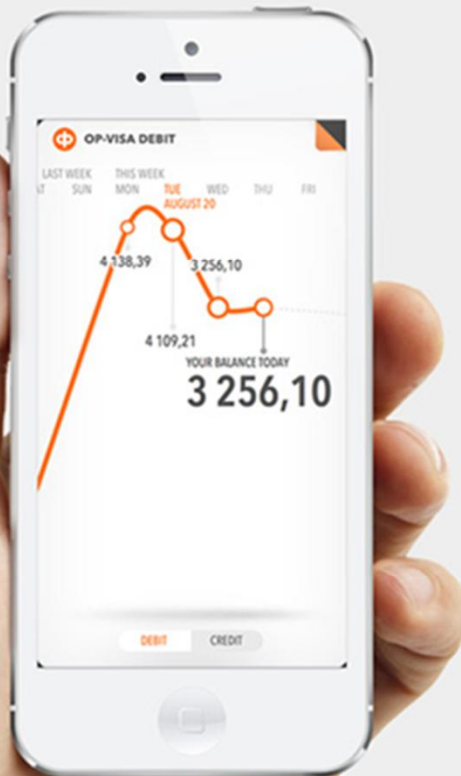 OP-VISA DEBIT
LAST WEEK THIS WEEK
SUN MON TUE WED THU FRI
AUGUST 20
4 138,39
3 256,10
4 109,21
YOUR BALANCE TODAY
3 256,10
DEBIT CREDIT